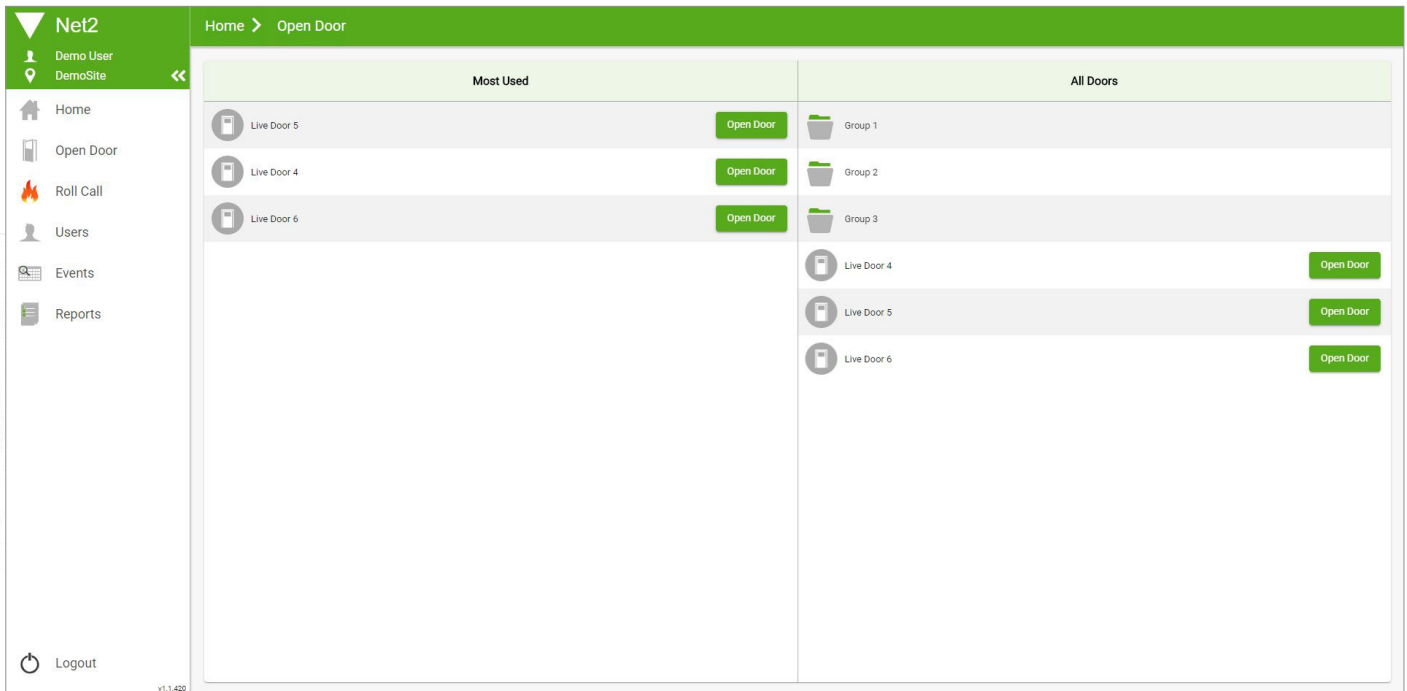 Net2
Demo User
DemoSite
Home
Open Door
Roll Call
Users
Events
Reports
Logout
v1.1.420
Home Open Door
Most Used
Live Door 5 Open Door
Live Door 4 Open Door
Live Door 6 Open Door
All Doors
Group 1
Group 2
Group 3
Live Door 4 Open Door
Live Door 5 Open Door
Live Door 6 Open Door